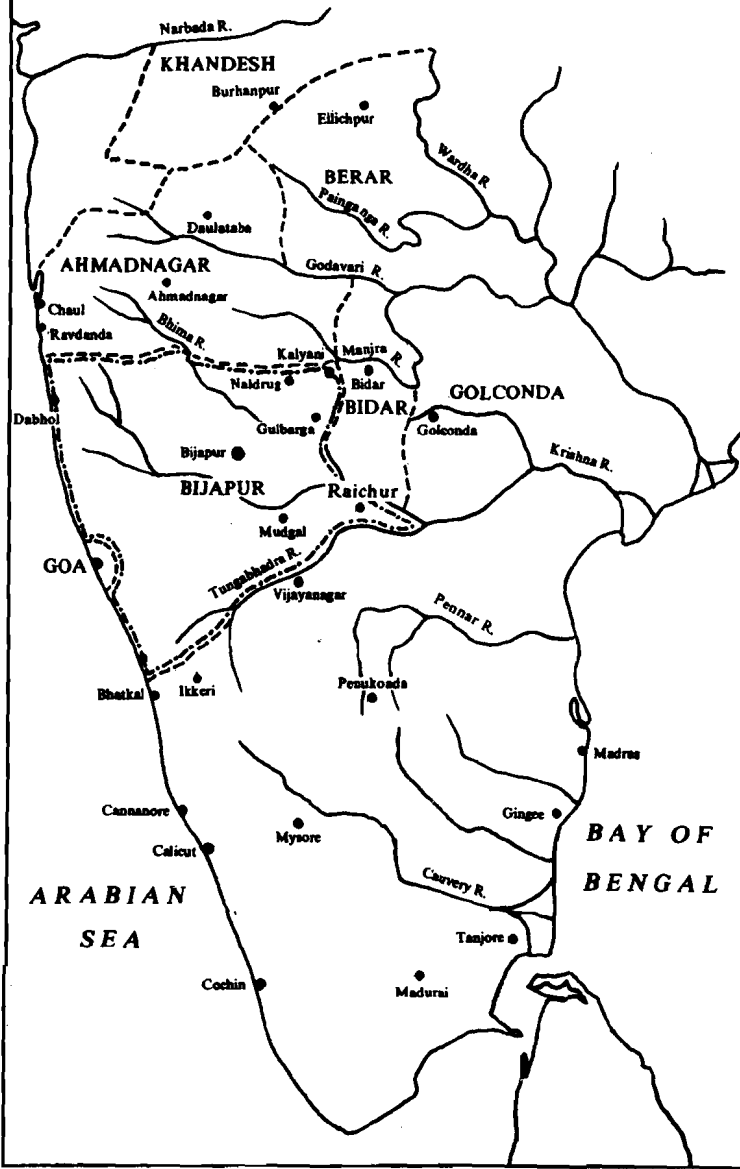 Narbada R.
KHANDESH
Burhanpur
Ellichpur
Wardha R
BERAR
Painganga R.
Daulataba
Godavari R.
AHMADNAGAR
Ahmadnagar
Chaul
Ravdanda
Bhima R.
Kalyani
Manjra R.
Naldrug
Bidar
BIDAR
GOLCONDA
Dabhol
Gulbarga
Golconda
Bijapur
Krishna R.
BIJAPUR
Raichur
Mudgal
GOA
Tungabhadra R.
Vijayanagar
Pennar R.
Bhatkal
Ikkeri
Penukonda
Madras
Cannanore
Mysore
Gingee
BAY OF
BENGAL
Calicut
Cauvery R.
ARABIAN
SEA
Tanjore
Cochin
Madurai